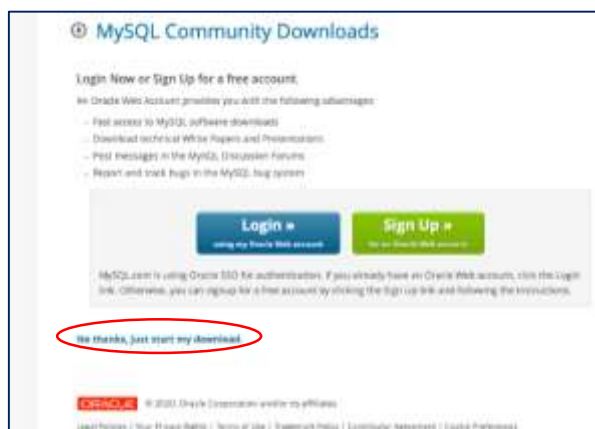 MySQL Community Downloads
Login Now or Sign Up for a free account.
An Oracle Web Account provides you with the following advantages:
- Fast access to MySQL software downloads
- Download technical White Papers and Presentations
- Post messages in the MySQL Discussion Forums
- Report and track bugs in the MySQL bug system
Login »
using my Oracle Web account
Sign Up »
for an Oracle Web account
MySQL.com is using Oracle SSO for authentication. If you already have an Oracle Web account, click the Login
link. Otherwise, you can signup for a free account by clicking the Sign Up link and following the instructions.
No thanks, just start my download.
ORACLE © 2020, Oracle Corporation and/or its affiliates
Legal Policies | Your Privacy Rights | Terms of Use | Trademark Policy | Contributor Agreement | Cookie Preferences